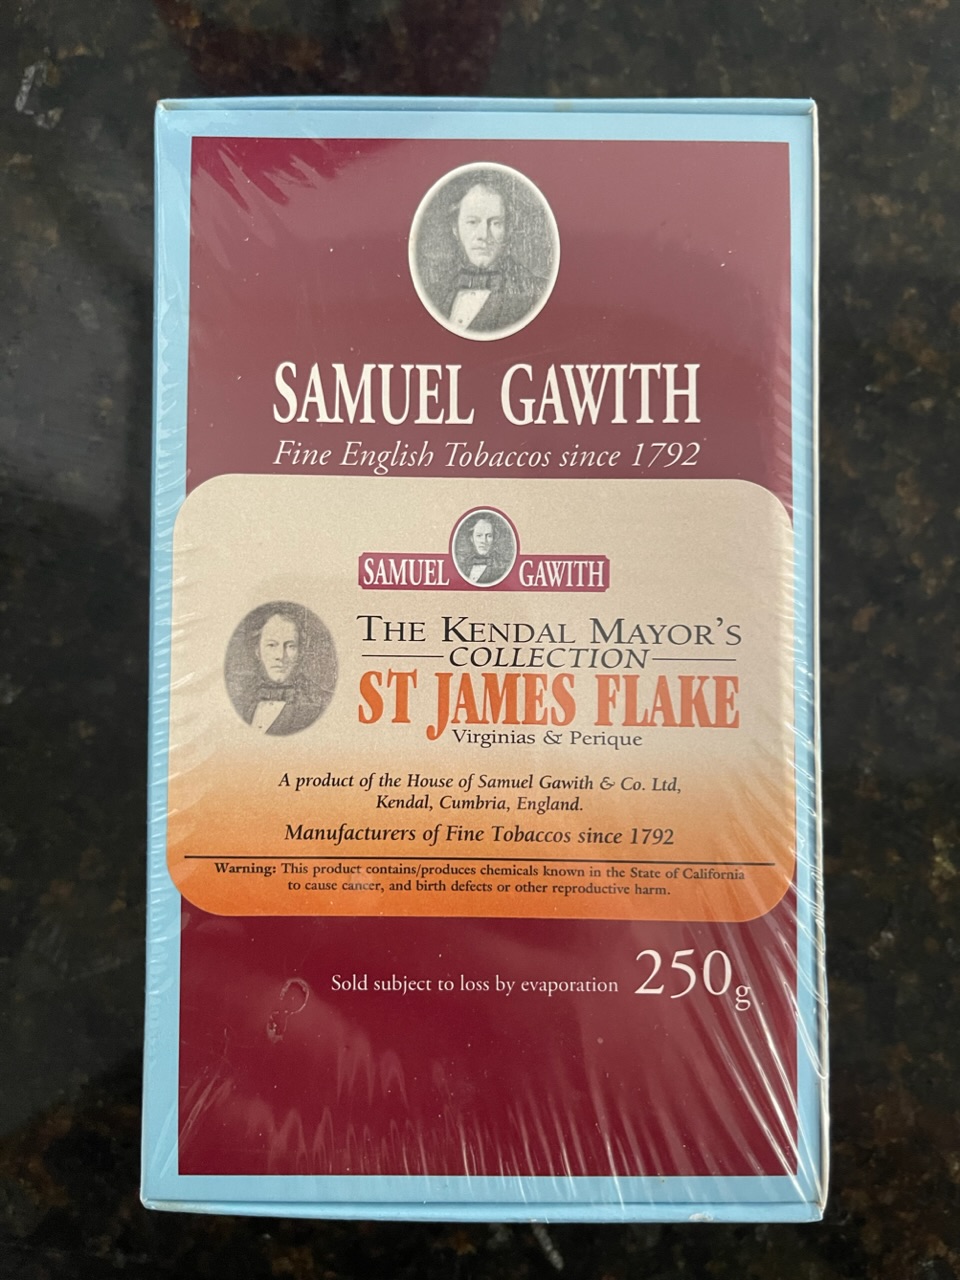 SAMUEL GAWITH
Fine English Tobaccos since 1792
SAMUEL GAWITH
THE KENDAL MAYOR'S
COLLECTION
ST JAMES FLAKE
Virginias & Perique
A product of the House of Samuel Gawith & Co. Ltd,
Kendal, Cumbria, England.
Manufacturers of Fine Tobaccos since 1792
Warning: This product contains/produces chemicals known in the State of California
to cause cancer, and birth defects or other reproductive harm.
Sold subject to loss by evaporation 250g